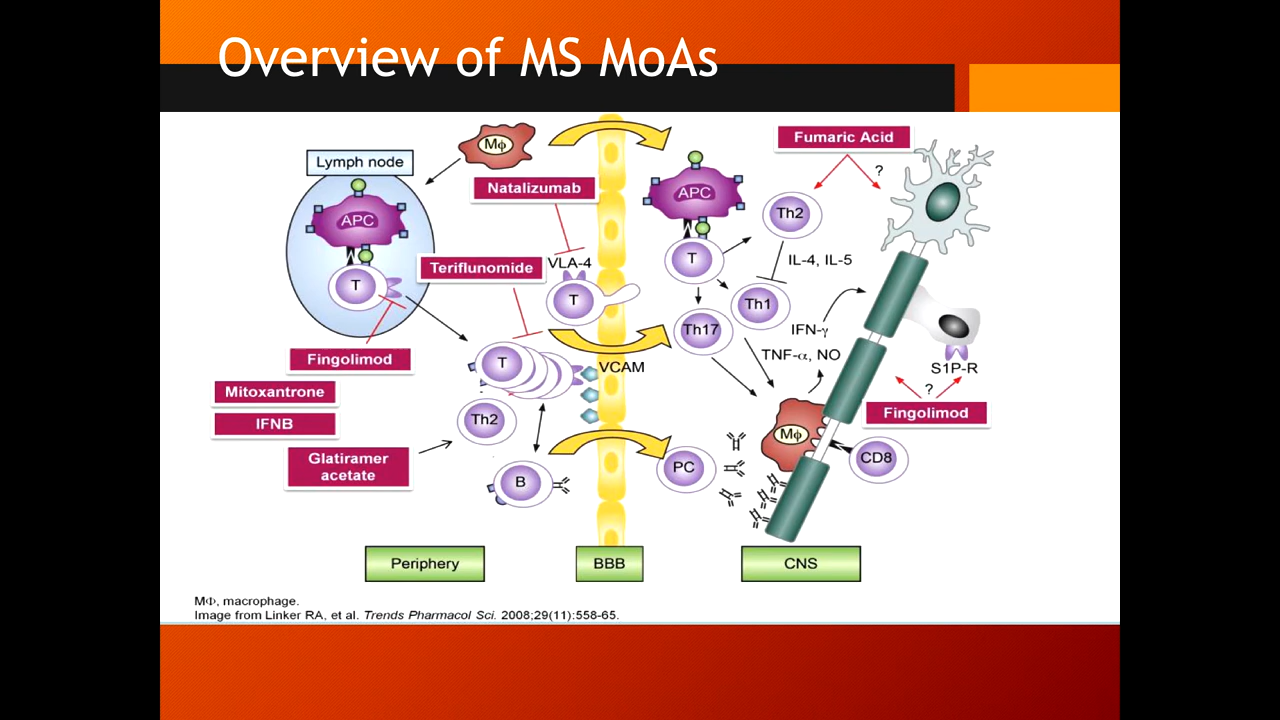 Overview of MS MoAs
Mϕ
Fumaric Acid
Lymph node
?
Natalizumab
APC
APC
Th2
T
IL-4, IL-5
VLA-4
Teriflunomide
T
T
Th1
Th17
IFN-γ
Fingolimod
T
VCAM
TNF-α, NO
S1P-R
?
Mitoxantrone
Fingolimod
IFNB
Th2
Mϕ
Glatiramer
acetate
CD8
PC
B
Periphery
BBB
CNS
MΦ, macrophage.
Image from Linker RA, et al. Trends Pharmacol Sci. 2008;29(11):558-65.